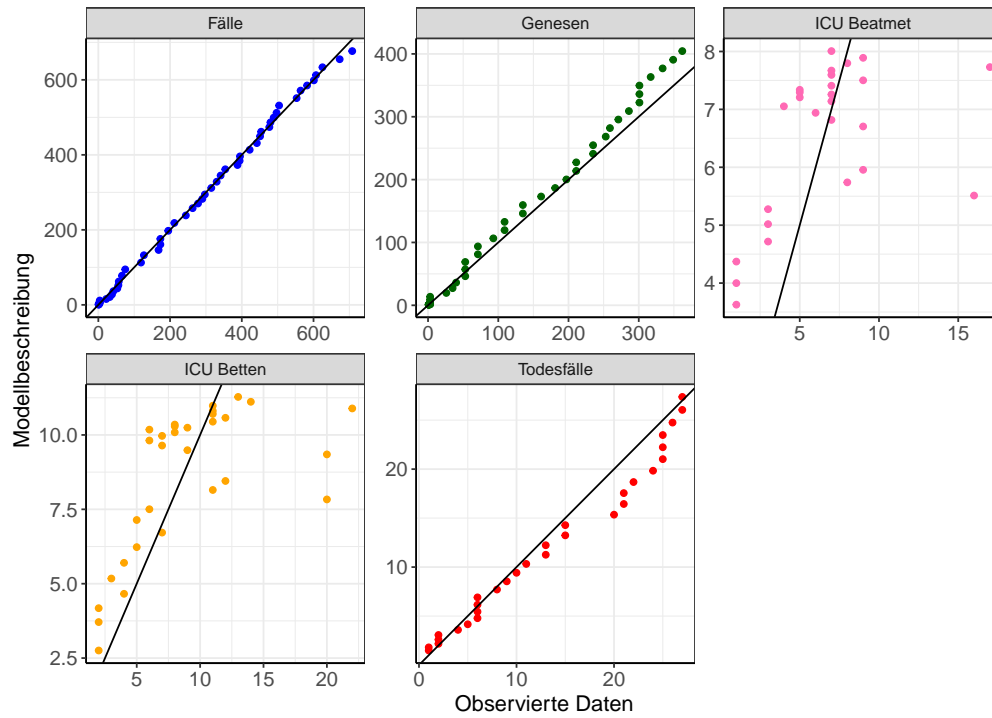 Fälle
Genesen
ICU Beatmet
600
400
200
0
0 200 400 600
400
300
200
100
0
0 100 200 300
8
7
6
5
4
5 10 15
ICU Betten
Todesfälle
10.0
7.5
5.0
2.5
5 10 15 20
20
10
0 10 20
Modellbeschreibung
Observierte Daten